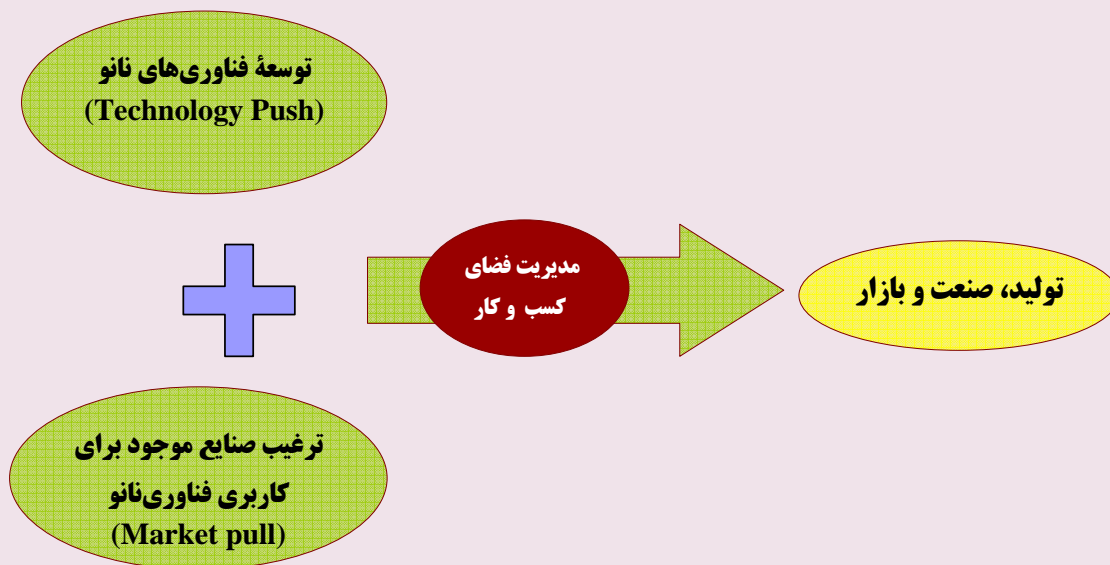 توسعهٔ فناوری‌های نانو
(Technology Push)
مدیریت فضای
کسب و کار
تولید، صنعت و بازار
ترغیب صنایع موجود برای
کاربری فناوری‌نانو
(Market pull)